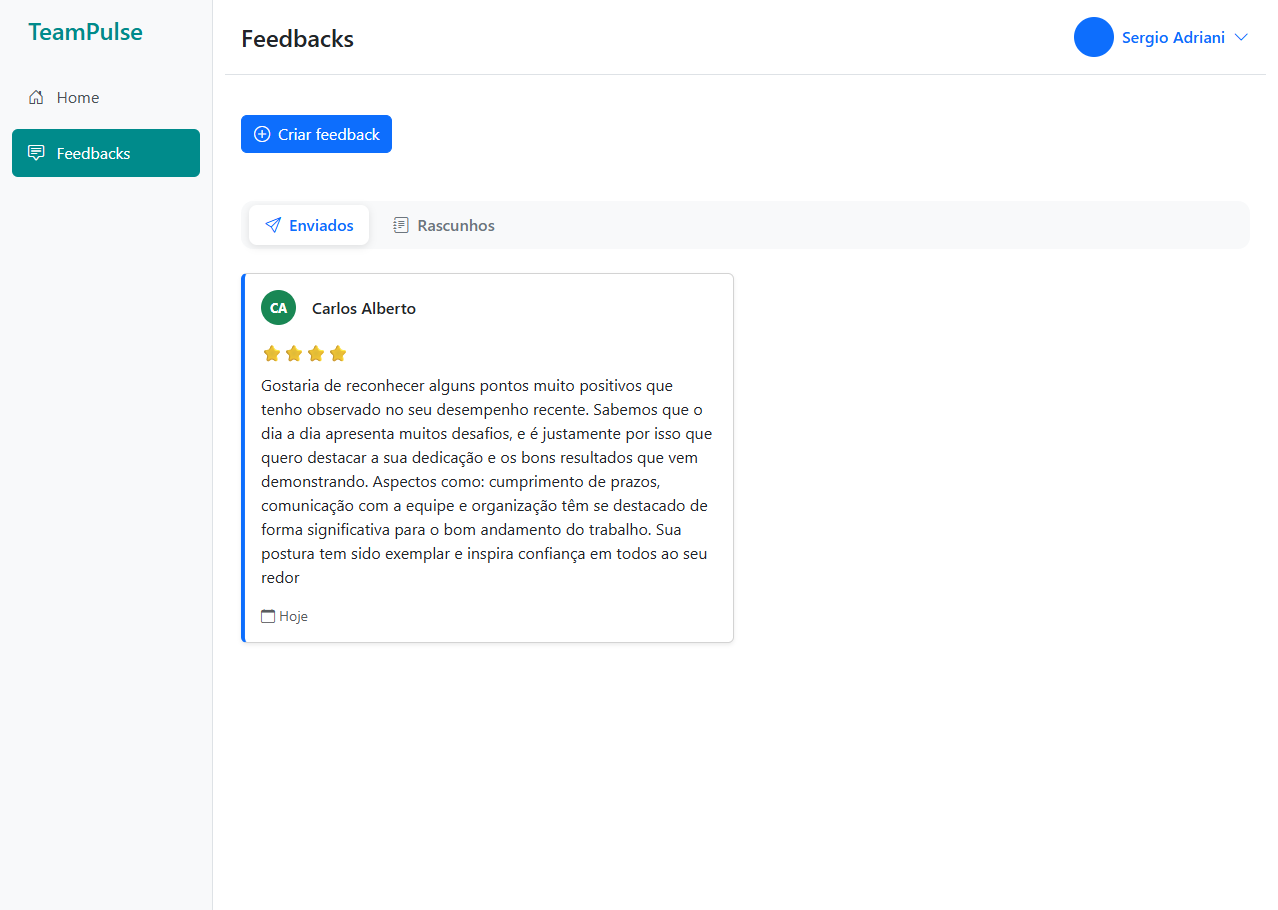 TeamPulse
Home
Feedbacks
Feedbacks
Sergio Adriani
Criar feedback
Enviados
Rascunhos
CA
Carlos Alberto
Gostaria de reconhecer alguns pontos muito positivos que
tenho observado no seu desempenho recente. Sabemos que o
dia a dia apresenta muitos desafios, e é justamente por isso que
quero destacar a sua dedicação e os bons resultados que vem
demonstrando. Aspectos como: cumprimento de prazos,
comunicação com a equipe e organização têm se destacado de
forma significativa para o bom andamento do trabalho. Sua
postura tem sido exemplar e inspira confiança em todos ao seu
redor
Hoje